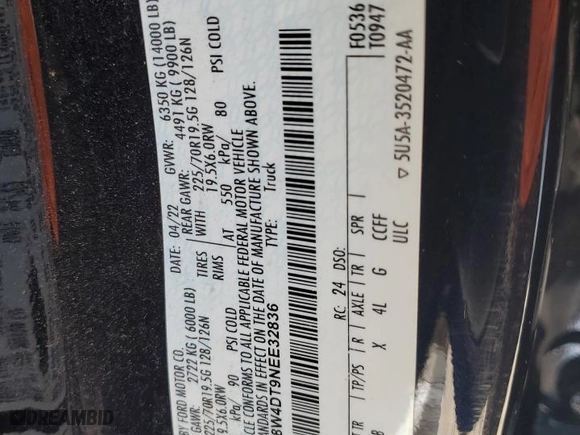 BY FORD MOTOR CO.
DATE: 04/22 GVWR: 6350 KG (14000 LB)
GAWR: 2722 KG ( 6000 LB) REAR GAWR: 4491 KG ( 9900 LB)
225/70R19.5G 128/126N TIRES WITH 225/70R19.5G 128/126N
19.5X6.0RW RIMS 19.5X6.0RW
kPa/ 90 PSI COLD AT 550 kPa/ 80 PSI COLD
CLE CONFORMS TO ALL APPLICABLE FEDERAL MOTOR VEHICLE
ANDARDS IN EFFECT ON THE DATE OF MANUFACTURE SHOWN ABOVE.
8W4DT9NEE32836 Truck
F0536
T0947
RC: 24 DSO:
TR TP/PS R AXLE TR SPR
B X 4L G CCFF
ULC ▽ 5U5A-3520472-AA